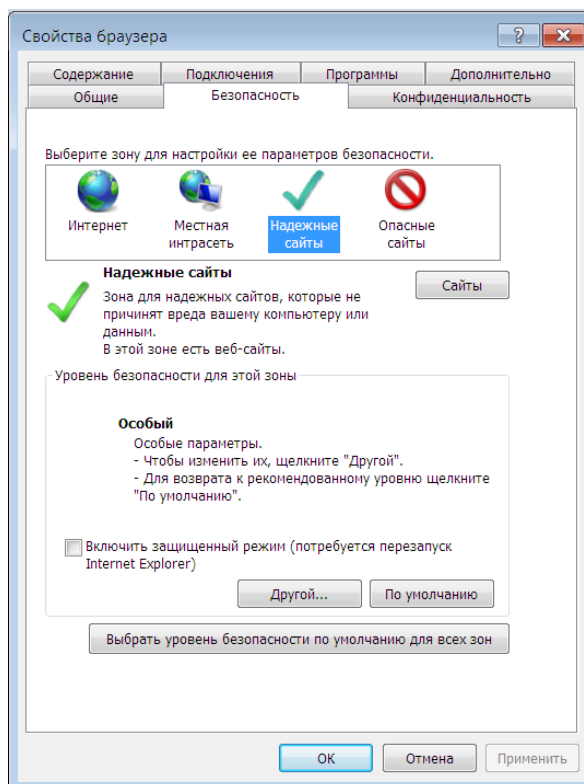 Свойства браузера
Содержание
Подключения
Программы
Дополнительно
Общие
Безопасность
Конфиденциальность
Выберите зону для настройки ее параметров безопасности.
Интернет
Местная
интрасеть
Надежные
сайты
Опасные
сайты
Надежные сайты
Сайты
Зона для надежных сайтов, которые не
причинят вреда вашему компьютеру или
данным.
В этой зоне есть веб-сайты.
Уровень безопасности для этой зоны
Особый
Особые параметры.
- Чтобы изменить их, щелкните "Другой".
- Для возврата к рекомендованному уровню щелкните
"По умолчанию".
Включить защищенный режим (потребуется перезапуск
Internet Explorer)
Другой...
По умолчанию
Выбрать уровень безопасности по умолчанию для всех зон
ОК
Отмена
Применить